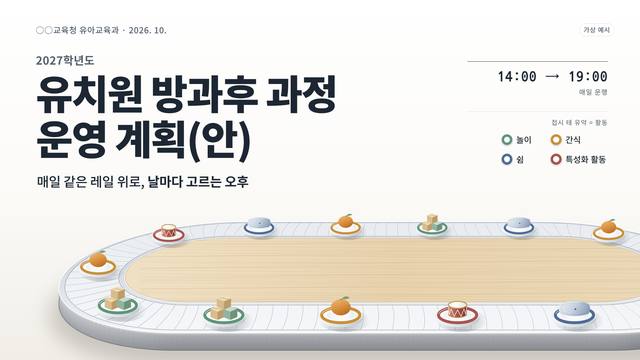 ○○교육청 유아교육과 · 2026. 10.
가상 예시
2027학년도
유치원 방과후 과정
운영 계획(안)
매일 같은 레일 위로, 날마다 고르는 오후
14:00 → 19:00
매일 운행
접시 테 유약 = 활동
놀이
간식
쉼
특성화 활동